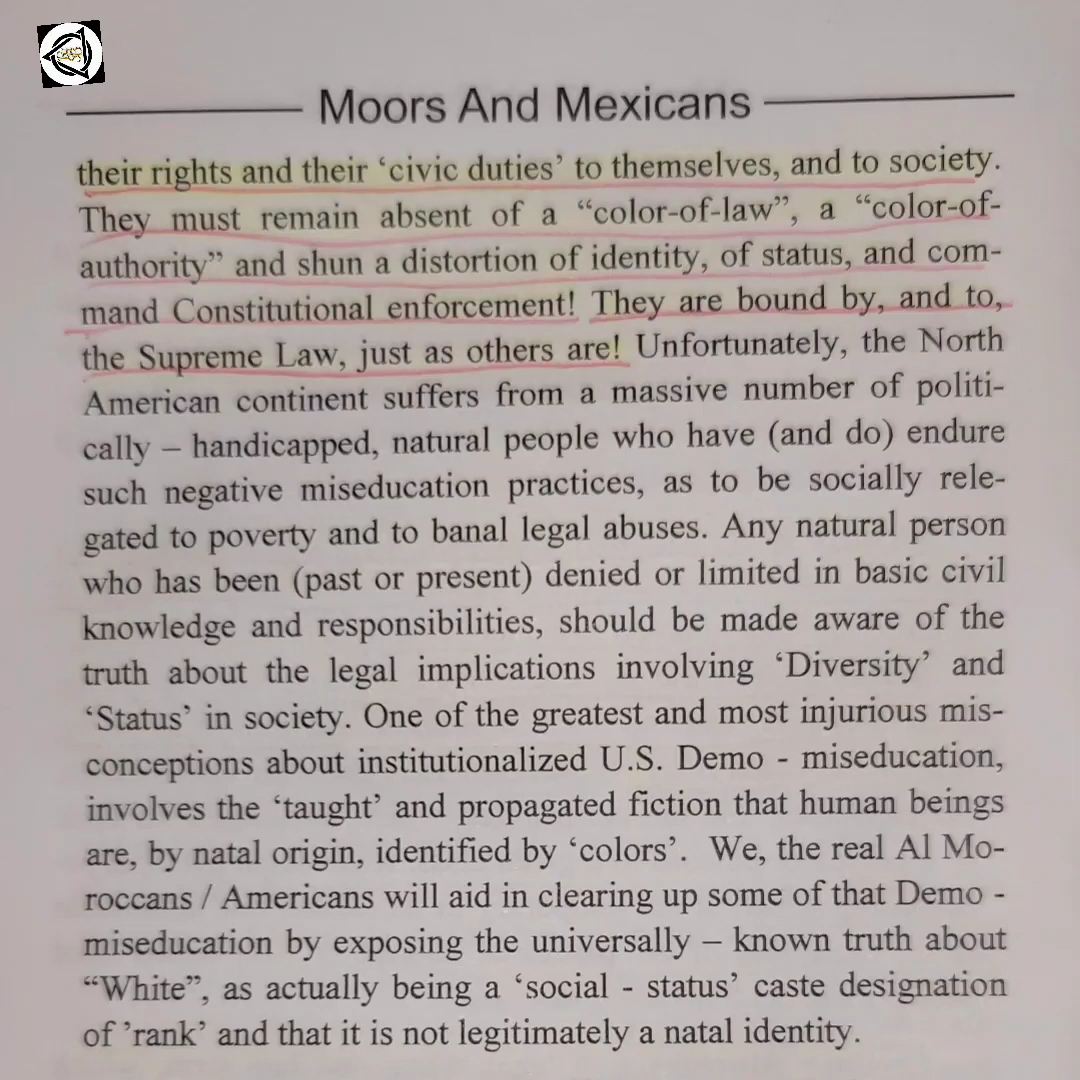 Moors And Mexicans
their rights and their ‘civic duties’ to themselves, and to society.
They must remain absent of a “color-of-law”, a “color-of-
authority” and shun a distortion of identity, of status, and com-
mand Constitutional enforcement! They are bound by, and to,
the Supreme Law, just as others are! Unfortunately, the North
American continent suffers from a massive number of politi-
cally – handicapped, natural people who have (and do) endure
such negative miseducation practices, as to be socially rele-
gated to poverty and to banal legal abuses. Any natural person
who has been (past or present) denied or limited in basic civil
knowledge and responsibilities, should be made aware of the
truth about the legal implications involving ‘Diversity’ and
‘Status’ in society. One of the greatest and most injurious mis-
conceptions about institutionalized U.S. Demo - miseducation,
involves the ‘taught’ and propagated fiction that human beings
are, by natal origin, identified by ‘colors’.  We, the real Al Mo-
roccans / Americans will aid in clearing up some of that Demo -
miseducation by exposing the universally – known truth about
“White”, as actually being a ‘social - status’ caste designation
of ’rank’ and that it is not legitimately a natal identity.